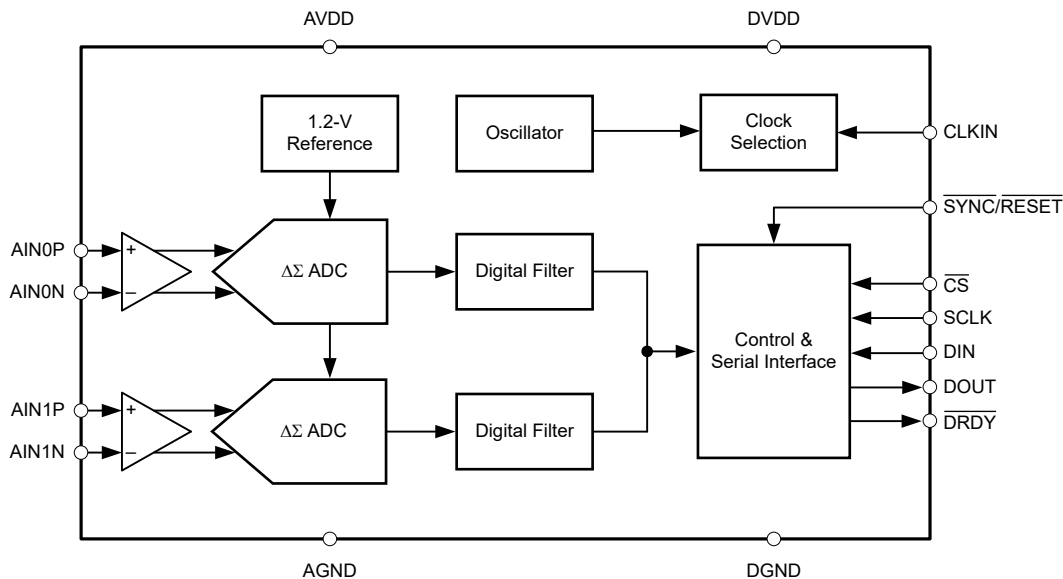 AVDD
DVDD
1.2-V
Reference
Oscillator
Clock
Selection
CLKIN
SYNC/RESET
AIN0P
+
ΔΣ ADC
Digital Filter
AIN0N
–
CS
SCLK
Control &
Serial Interface
DIN
DOUT
DRDY
AIN1P
+
ΔΣ ADC
Digital Filter
AIN1N
–
AGND
DGND